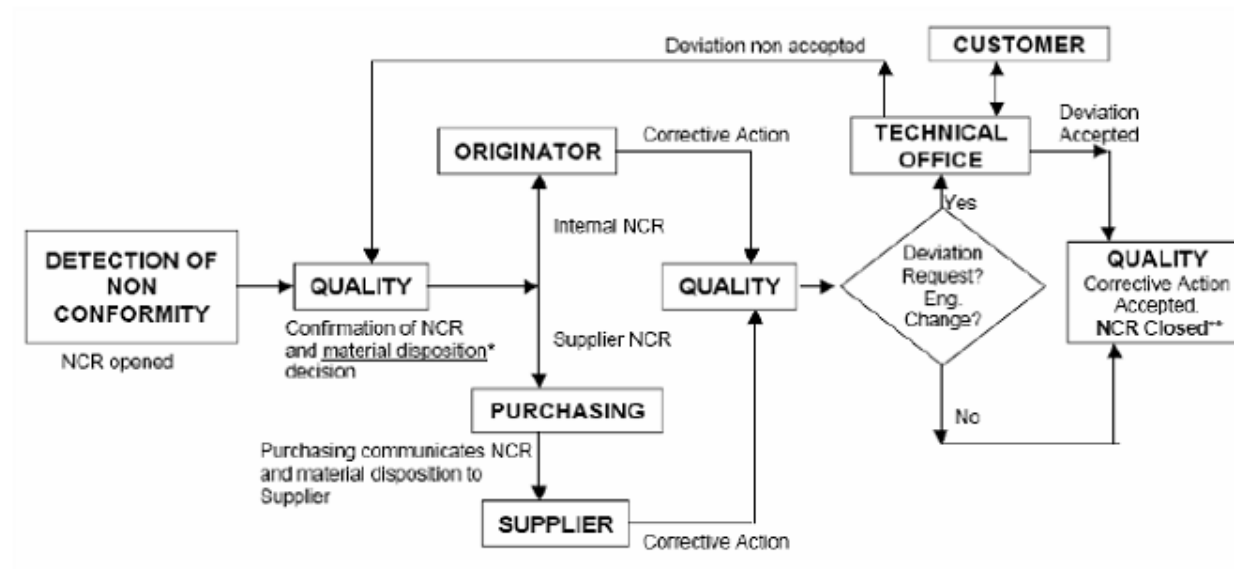 Deviation non accepted
CUSTOMER
Deviation
Accepted
TECHNICAL
OFFICE
ORIGINATOR
Corrective Action
Yes
Internal NCR
DETECTION OF
NON
CONFORMITY
NCR opened
QUALITY
Confirmation of NCR
and material disposition*
decision
Supplier NCR
QUALITY
Deviation
Request?
Eng.
Change?
QUALITY
Corrective Action
Accepted.
NCR Closed**
No
PURCHASING
Purchasing communicates NCR
and material disposition to
Supplier
SUPPLIER
Corrective Action